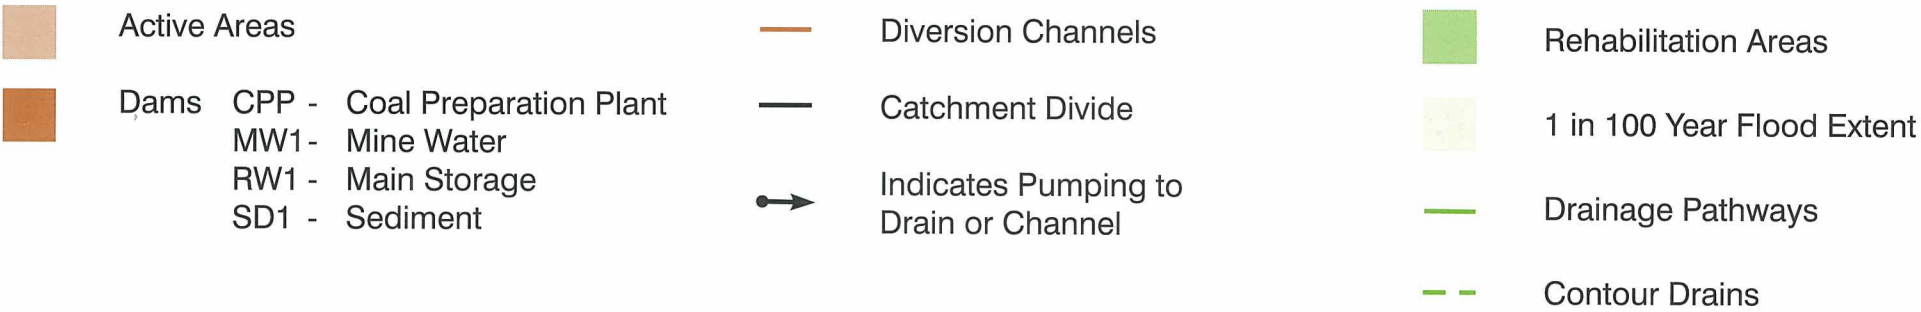 Active Areas
Dams CPP - Coal Preparation Plant
MW1 - Mine Water
RW1 - Main Storage
SD1 - Sediment
Diversion Channels
Catchment Divide
Indicates Pumping to
Drain or Channel
Rehabilitation Areas
1 in 100 Year Flood Extent
Drainage Pathways
Contour Drains